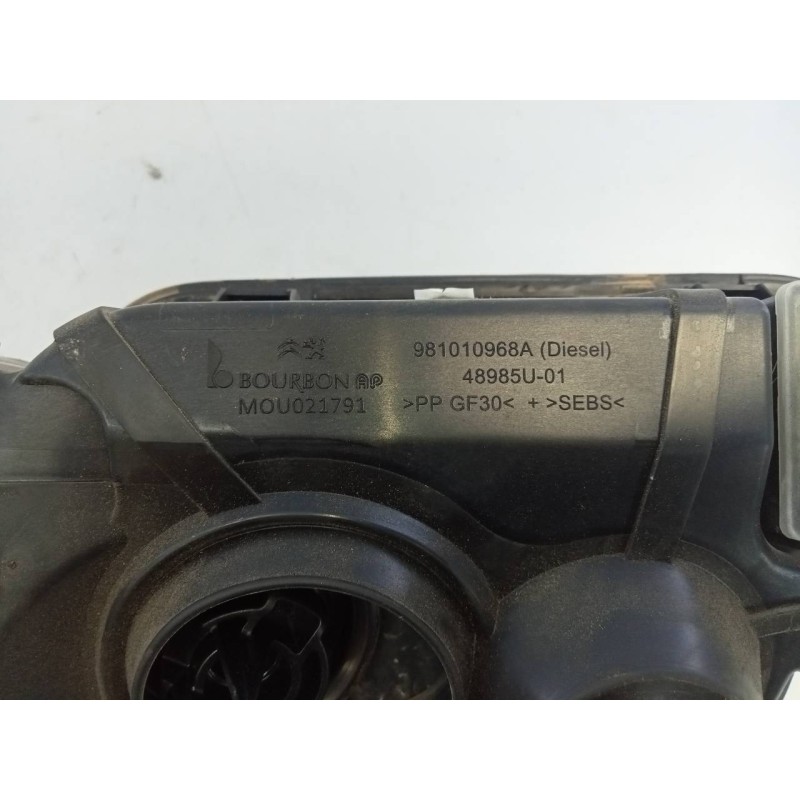 981010968A (Diesel)
BOURBON AP
48985U-01
MOU021791
>PP GF30< + >SEBS<